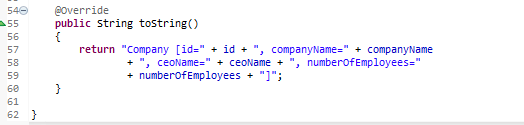 54 @Override
55 public String toString()
56 {
57 return "Company [id=" + id + ", companyName=" + companyName
58 + ", ceoName=" + ceoName + ", numberOfEmployees="
59 + numberOfEmployees + "]";
60 }
61
62 }